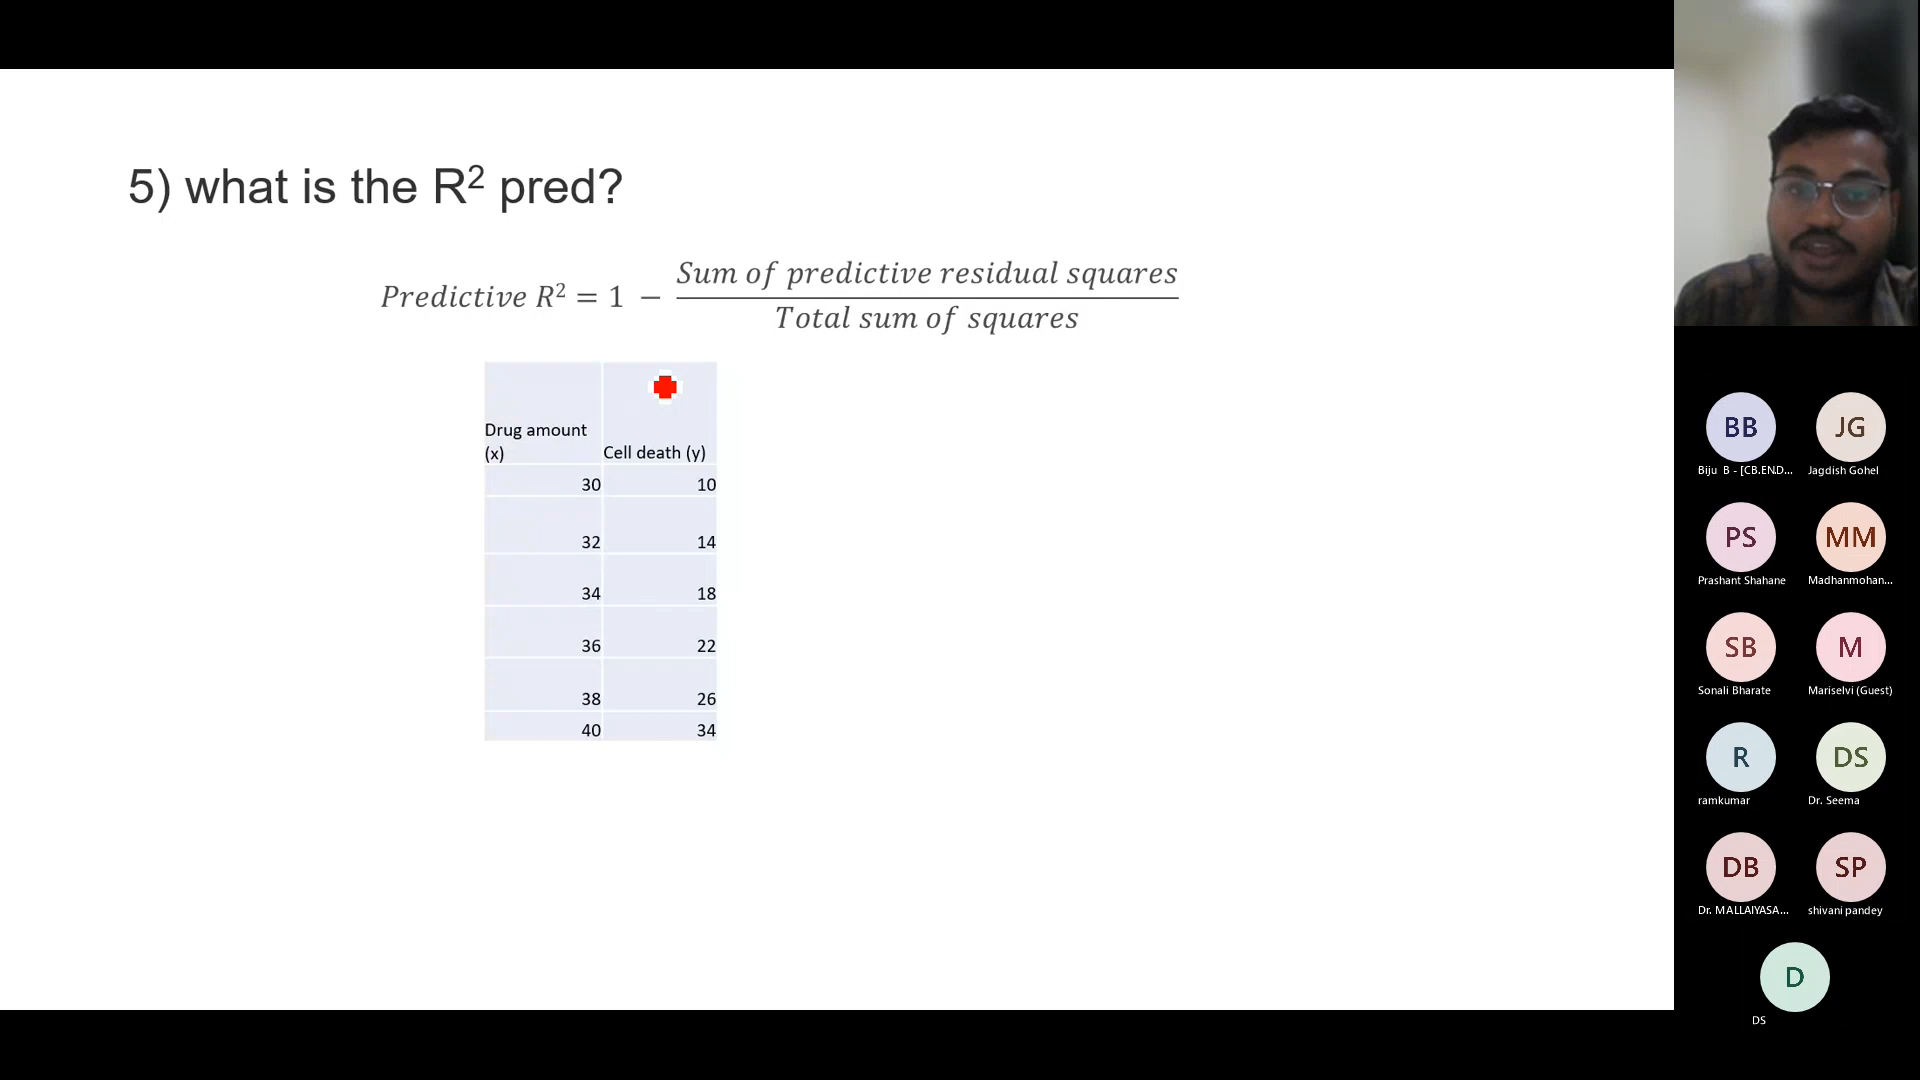 5) what is the R² pred?
Predictive R² = 1 − Sum of predictive residual squares / Total sum of squares
Drug amount (x) Cell death (y)
30 10
32 14
34 18
36 22
38 26
40 34
BB JG
Biju B - [CB.EN.D... Jagdish Gohel
PS MM
Prashant Shahane Madhanmohan...
SB M
Sonali Bharate Mariselvi (Guest)
R DS
ramkumar Dr. Seema
DB SP
Dr. MALLAIYASA... shivani pandey
D
DS